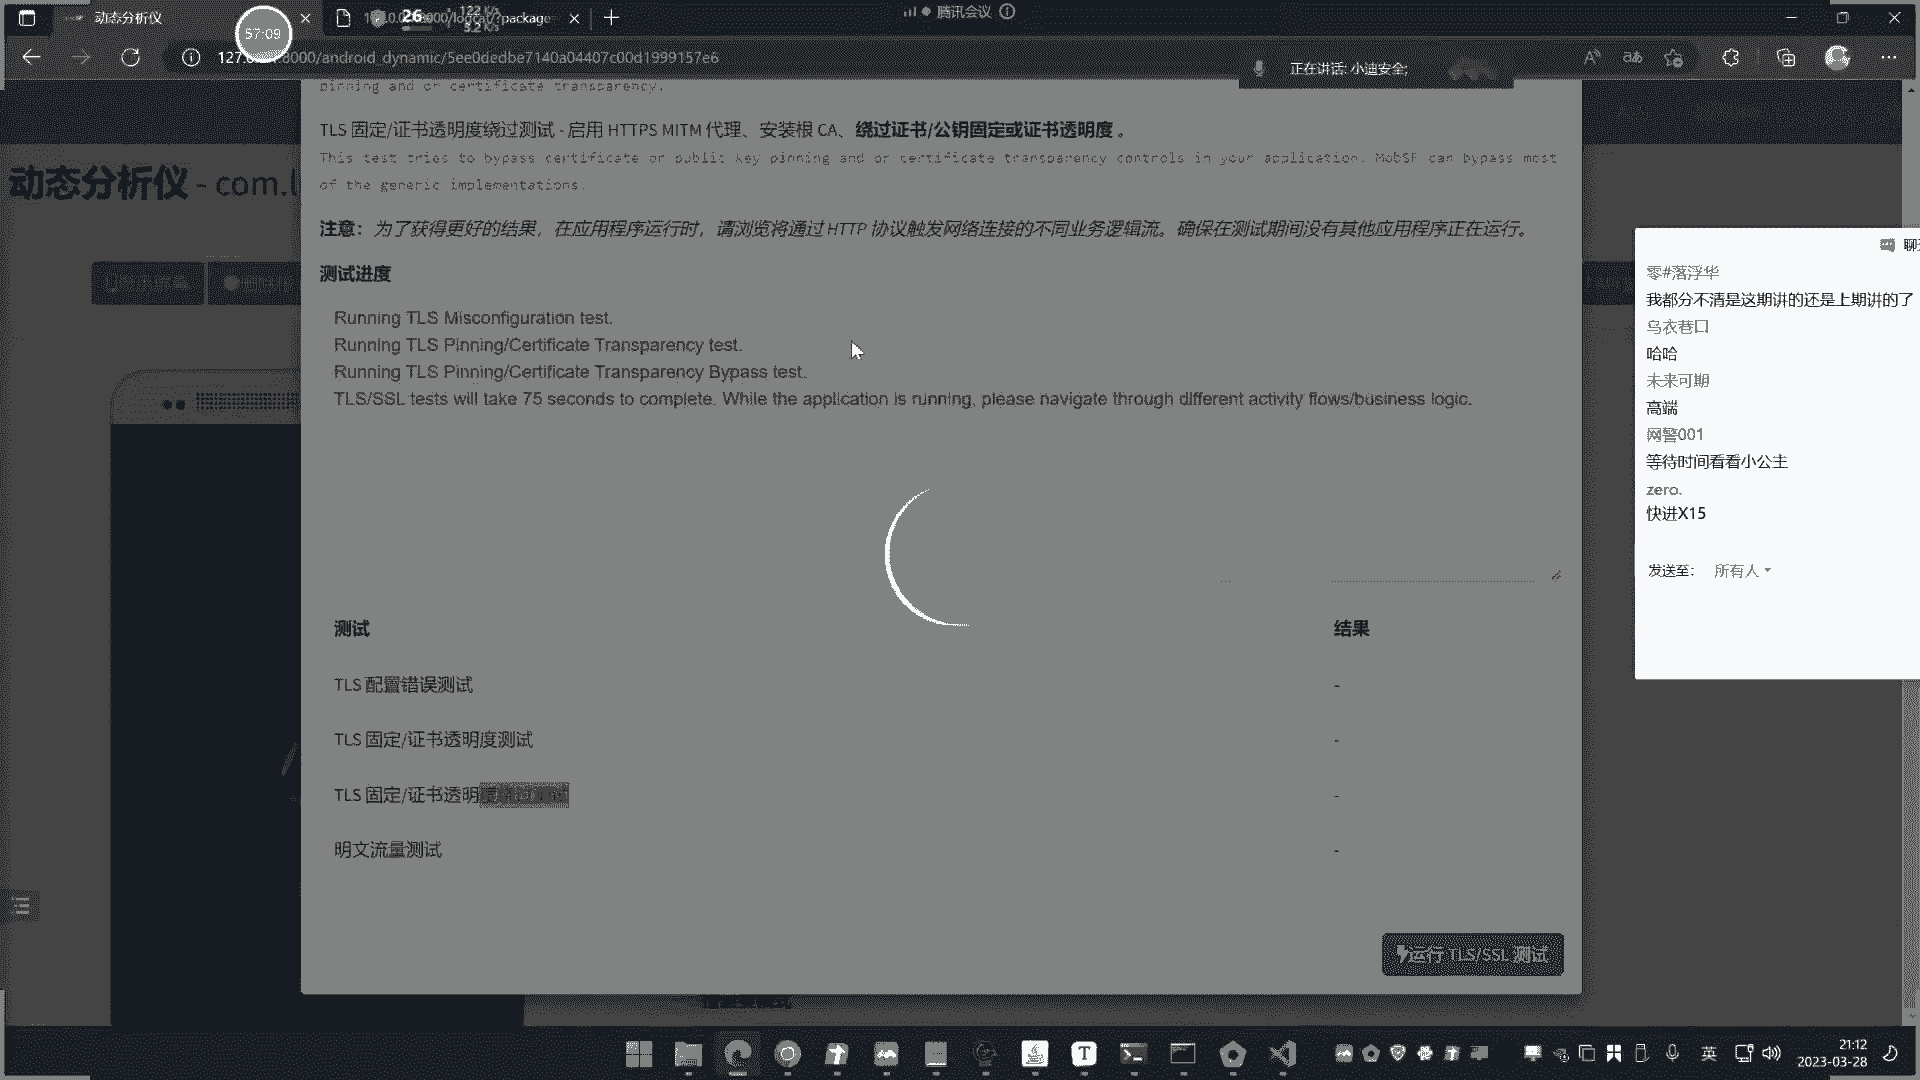 动态分析仪
57:09
26
122 K/s
5.2 K/s
腾讯会议
/android_dynamic/5ee0dedbe7140a04407c00d1999157e6
正在讲话: 小迪安全;
pinning and or certificate transparency.
TLS 固定/证书透明度绕过测试 - 启用 HTTPS MITM 代理、安装根 CA、绕过证书/公钥固定或证书透明度 。
This test tries to bypass certificate or public key pinning and or certificate transparency controls in your application. MobSF can bypass most
of the generic implementations.
动态分析仪 - com.l
注意：为了获得更好的结果，在应用程序运行时，请浏览将通过 HTTP 协议触发网络连接的不同业务逻辑流。确保在测试期间没有其他应用程序正在运行。
测试进度
Running TLS Misconfiguration test.
Running TLS Pinning/Certificate Transparency test.
Running TLS Pinning/Certificate Transparency Bypass test.
TLS/SSL tests will take 75 seconds to complete. While the application is running, please navigate through different activity flows/business logic.
测试
结果
TLS 配置错误测试
-
TLS 固定/证书透明度测试
-
TLS 固定/证书透明度绕过测试
-
明文流量测试
-
运行 TLS/SSL 测试
零#落浮华
我都分不清是这期讲的还是上期讲的了
乌衣巷口
哈哈
未来可期
高端
网警001
等待时间看看小公主
zero.
快进X15
发送至:
所有人
英
21:12
2023-03-28